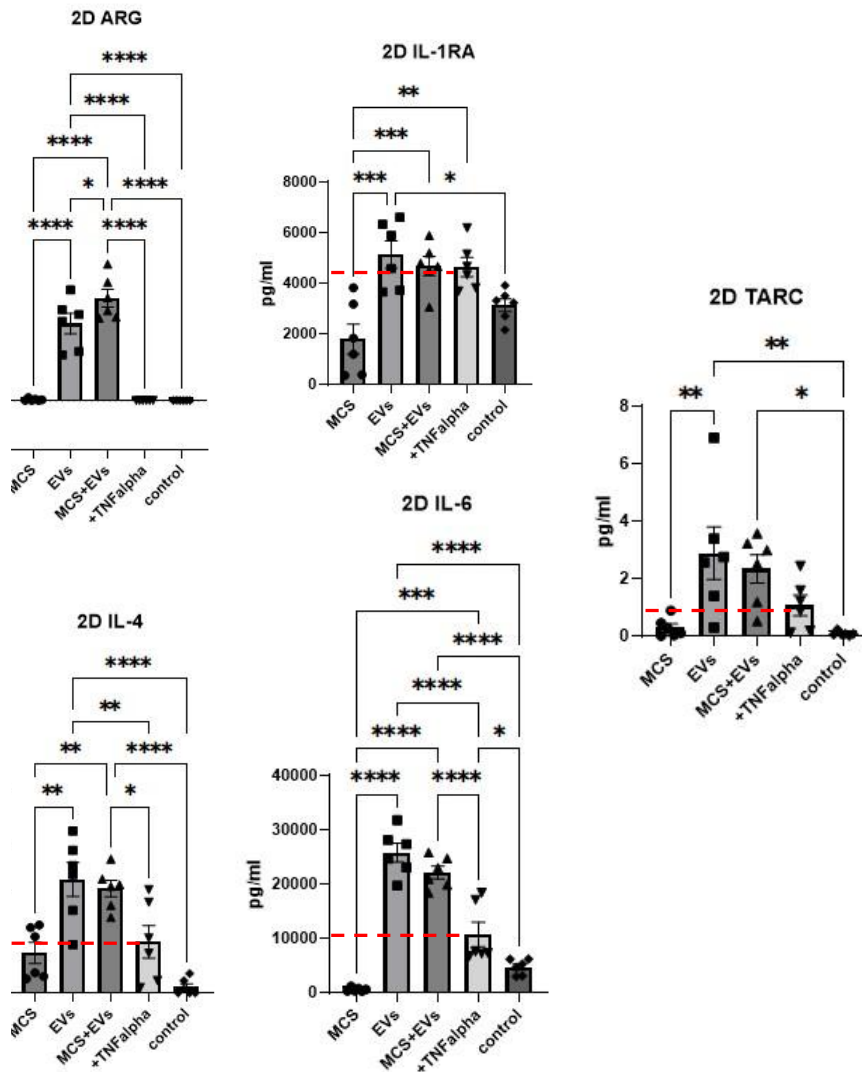 2D ARG
****
****
****
* ****
**** ****
MCS
EVs
MCS+EVs
+TNFalpha
control
2D IL-1RA
**
***
*** *
8000
6000
4000
2000
0
pg/ml
MCS
EVs
MCS+EVs
+TNFalpha
control
2D TARC
**
** *
8
6
4
2
0
pg/ml
MCS
EVs
MCS+EVs
+TNFalpha
control
2D IL-4
****
**
** ****
** *
MCS
EVs
MCS+EVs
+TNFalpha
control
2D IL-6
****
***
****
****
**** *
**** ****
40000
30000
20000
10000
0
pg/ml
MCS
EVs
MCS+EVs
+TNFalpha
control